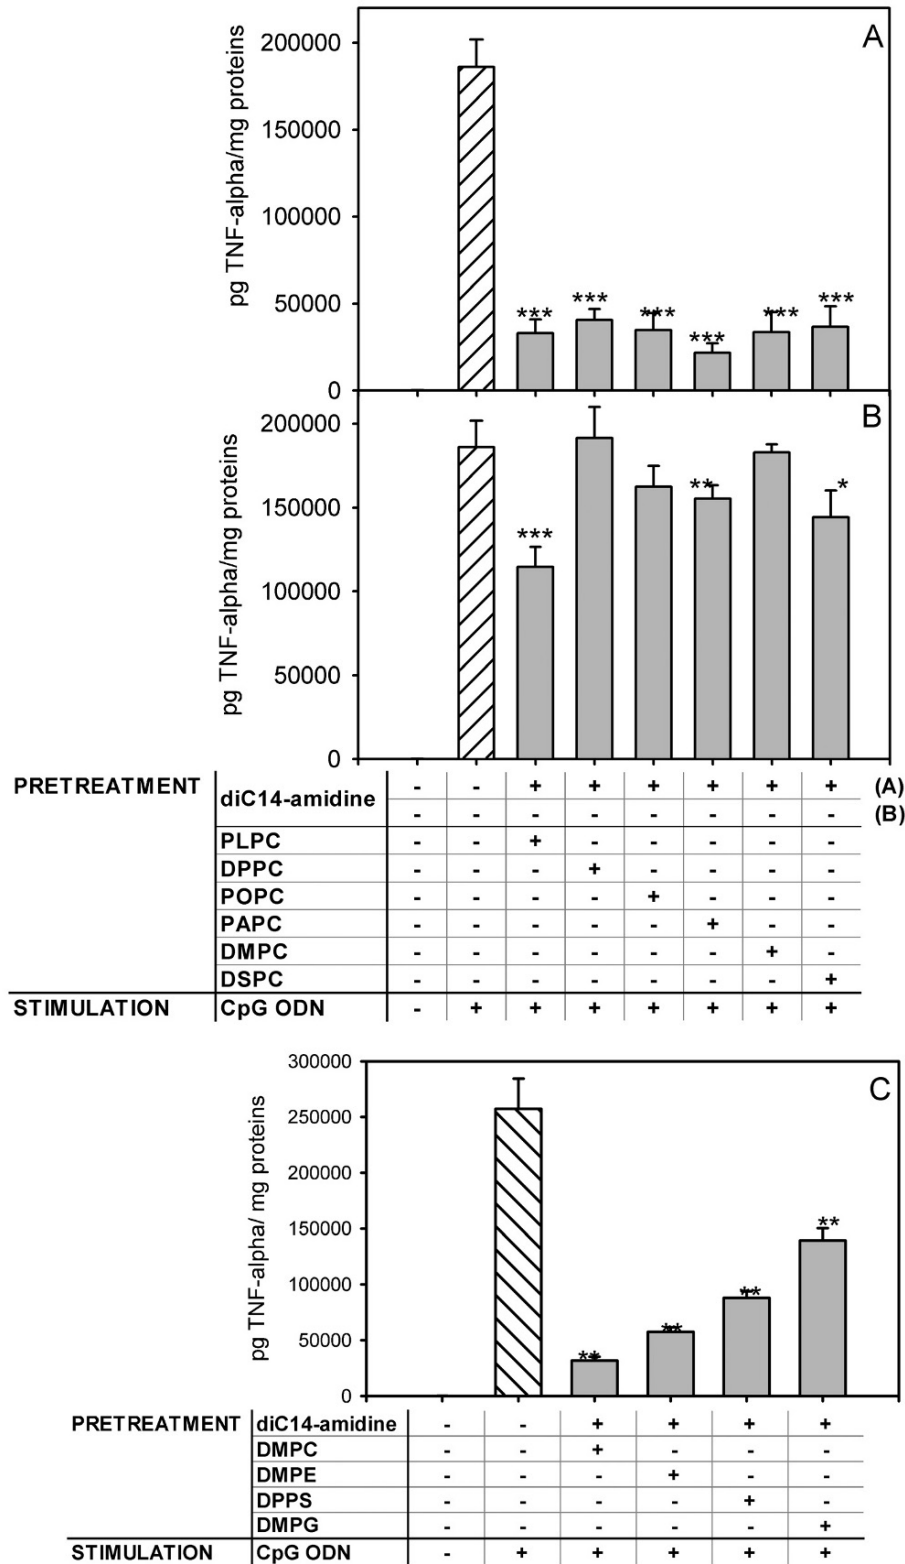 A
pg TNF-alpha/mg proteins
200000
150000
100000
50000
0
*** *** *** *** *** ***
B
pg TNF-alpha/mg proteins
200000
150000
100000
50000
0
*** ** *
PRETREATMENT diC14-amidine - - + + + + + + (A)
- - - - - - - - (B)
PLPC - - + - - - - -
DPPC - - - + - - - -
POPC - - - - + - - -
PAPC - - - - - + - -
DMPC - - - - - - + -
DSPC - - - - - - - +
STIMULATION CpG ODN - + + + + + + +
C
pg TNF-alpha/ mg proteins
300000
250000
200000
150000
100000
50000
0
** ** ** **
PRETREATMENT diC14-amidine - - + + + +
DMPC - - + - - -
DMPE - - - + - -
DPPS - - - - + -
DMPG - - - - - +
STIMULATION CpG ODN - + + + + +